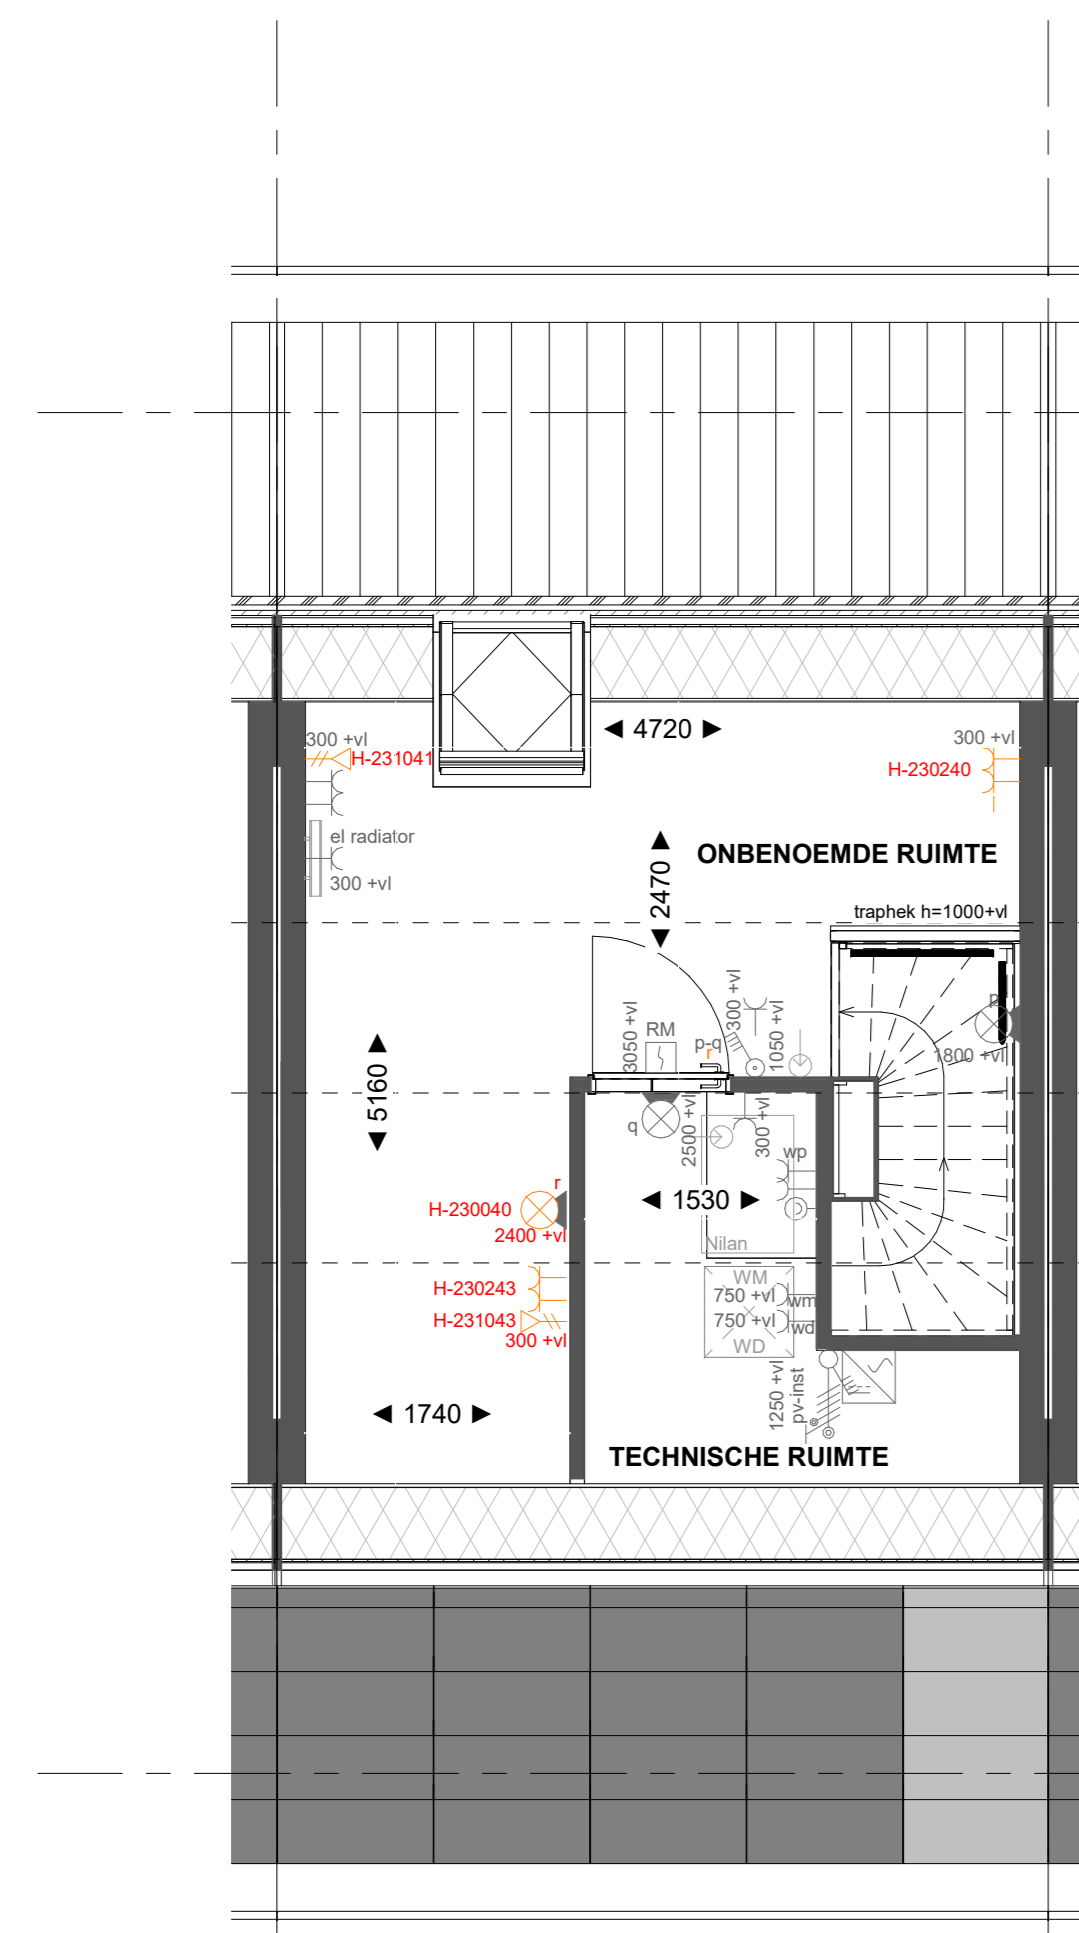 4720
300 +vl
H-231041
300 +vl
H-230240
el radiator
300 +vl
2470
ONBENOEMDE RUIMTE
traphek h=1000+vl
3050 +vl
RM
p-q
r
300 +vl
1050 +vl
p
1800 +vl
5160
q
2500 +vl
300 +vl
wp
1530
r
H-230040
2400 +vl
Nilan
H-230243
H-231043
300 +vl
WM
750 +vl
wm
750 +vl
wd
WD
1250 +vl
pv-inst
1740
TECHNISCHE RUIMTE